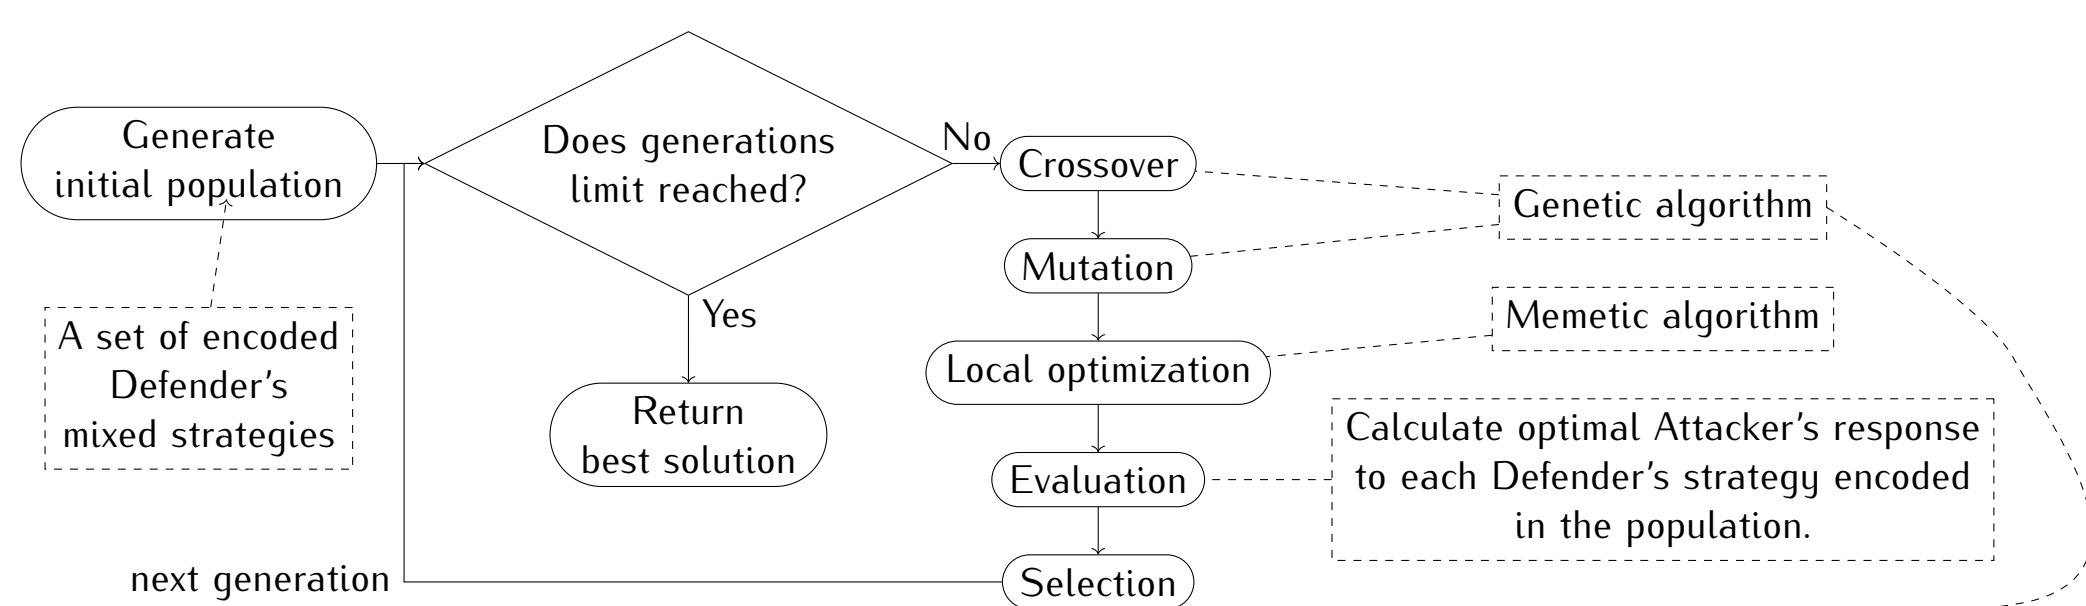 Generate
initial population
Does generations
limit reached?
No
Crossover
Genetic algorithm
Mutation
Yes
Memetic algorithm
A set of encoded
Defender's
mixed strategies
Local optimization
Return
best solution
Calculate optimal Attacker's response
to each Defender's strategy encoded
in the population.
Evaluation
next generation
Selection